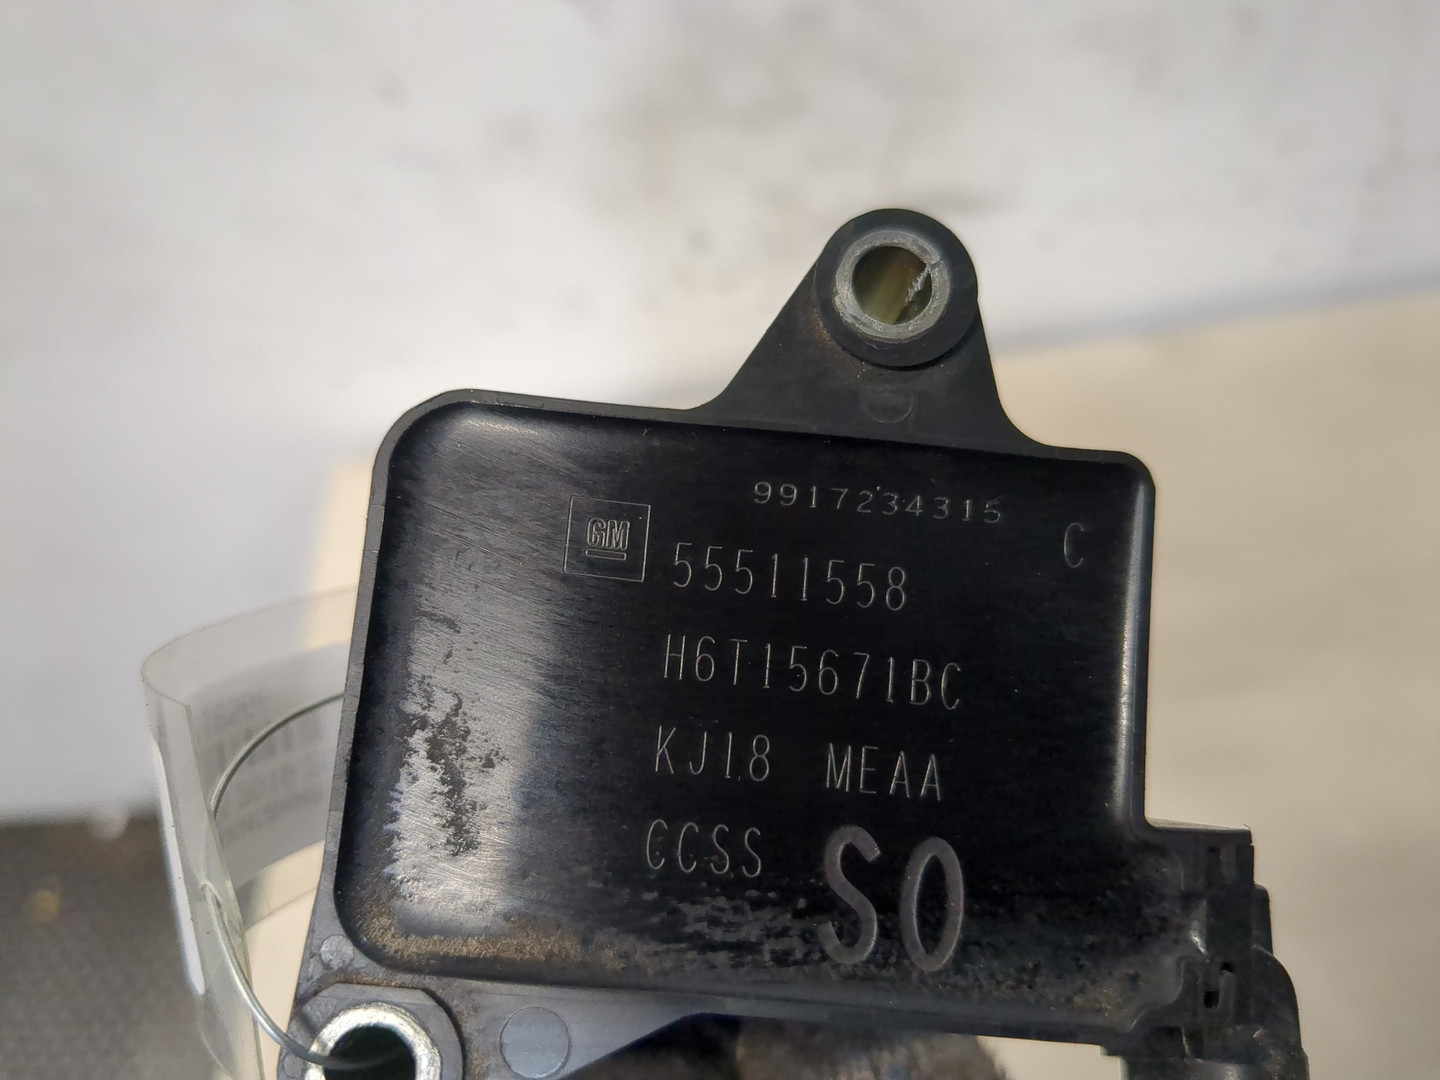 9917234315
C
GM
55511558
H6T15671BC
KJ18 MEAA
CCSS SO